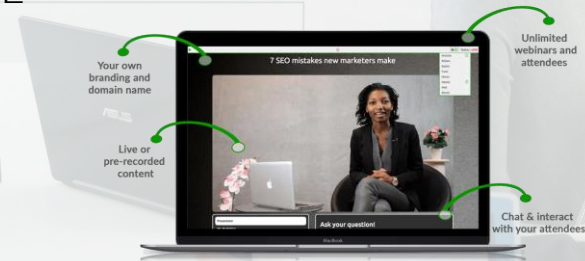 Unlimited
webinars and
attendees
Your own
branding and
domain name
7 SEO mistakes new marketers make
ASUS
Live or
pre-recorded
content
Ask your question!
Chat & interact
with your attendees
MacBook